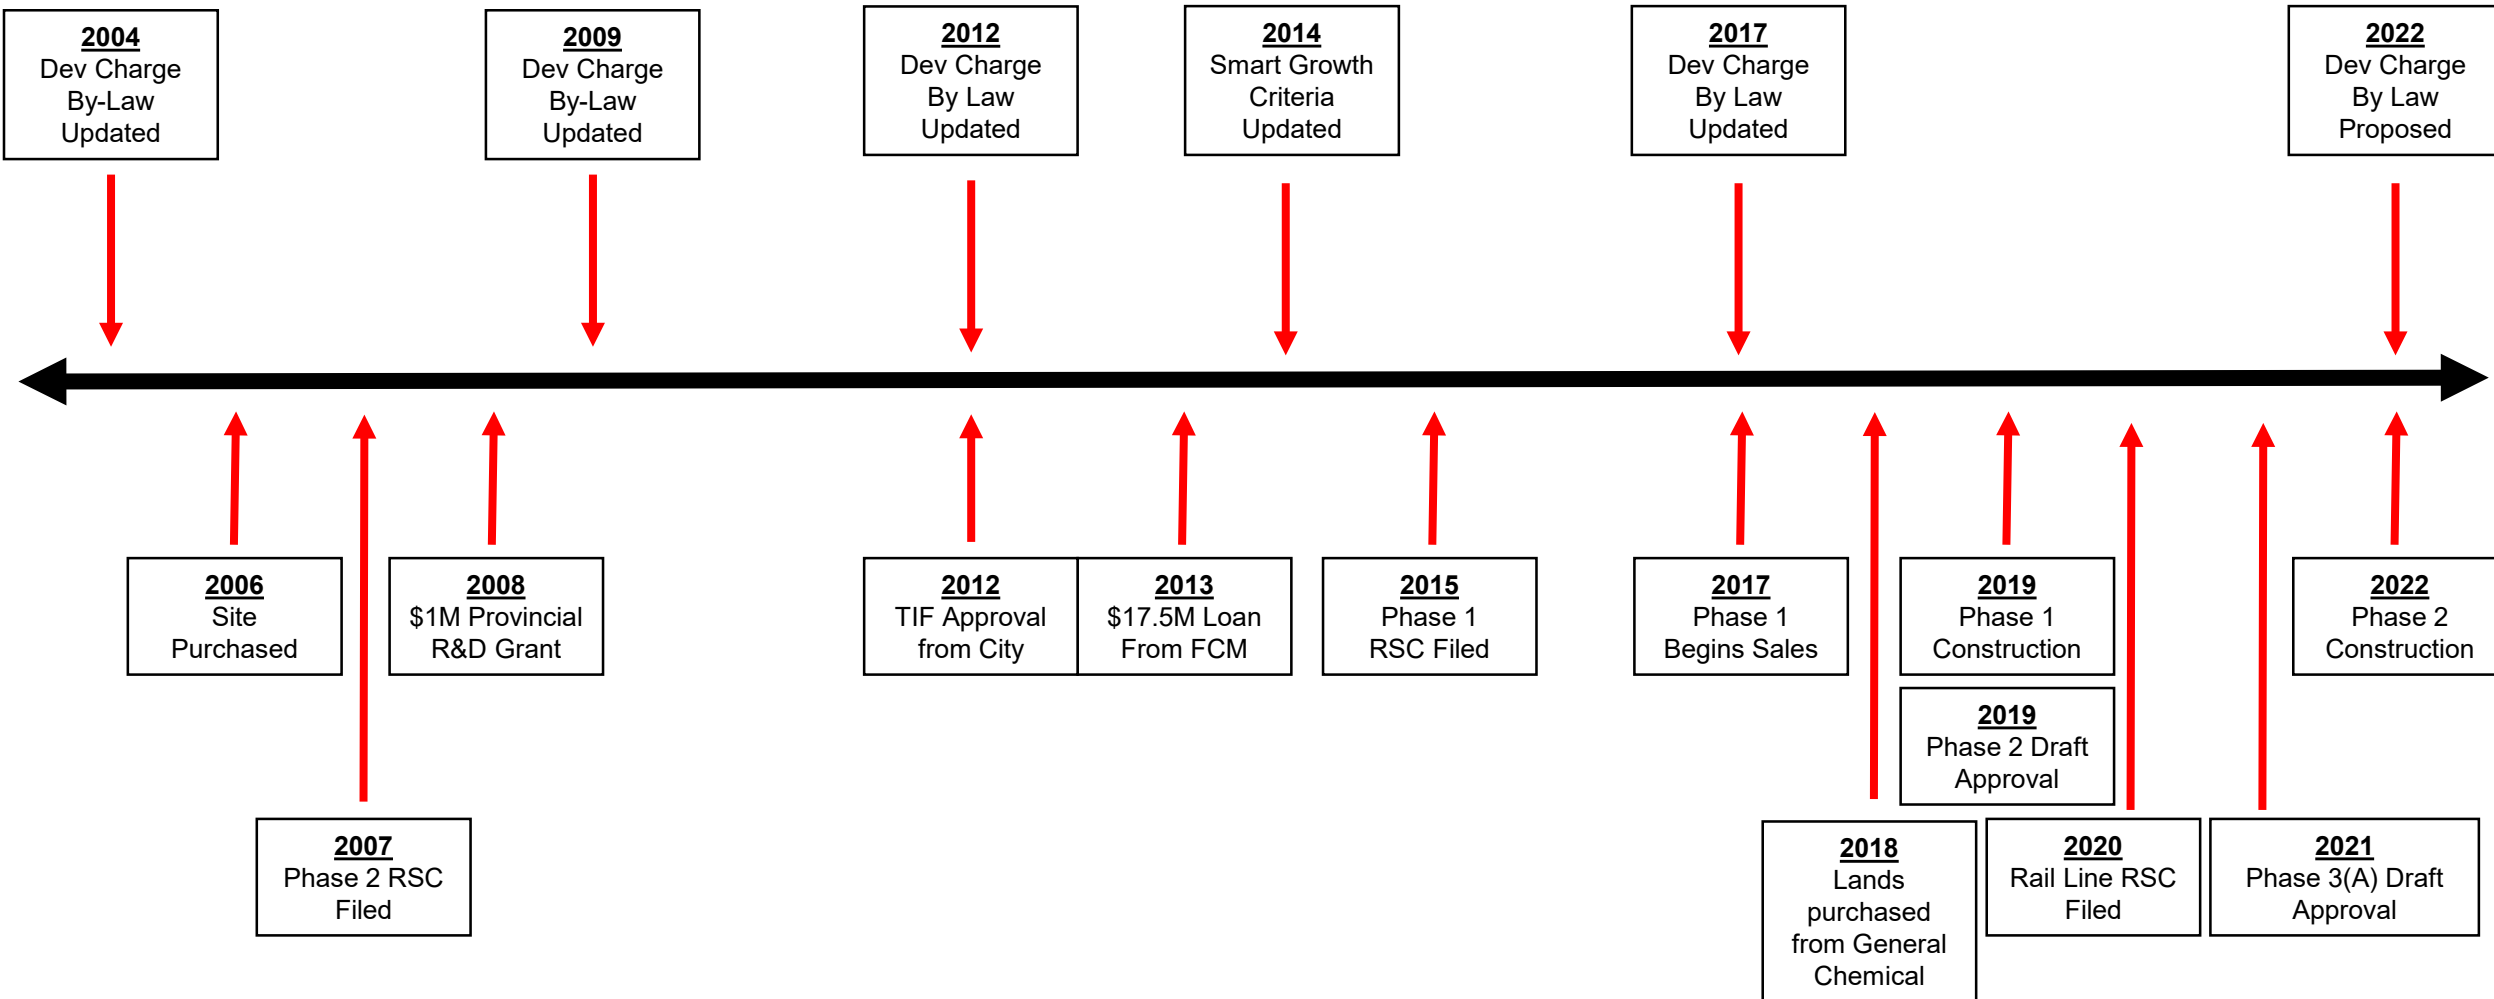 2004
Dev Charge
By-Law
Updated
2009
Dev Charge
By-Law
Updated
2012
Dev Charge
By Law
Updated
2014
Smart Growth
Criteria
Updated
2017
Dev Charge
By Law
Updated
2022
Dev Charge
By Law
Proposed
2006
Site
Purchased
2008
$1M Provincial
R&D Grant
2012
TIF Approval
from City
2013
$17.5M Loan
From FCM
2015
Phase 1
RSC Filed
2017
Phase 1
Begins Sales
2019
Phase 1
Construction
2022
Phase 2
Construction
2019
Phase 2 Draft
Approval
2007
Phase 2 RSC
Filed
2018
Lands
purchased
from General
Chemical
2020
Rail Line RSC
Filed
2021
Phase 3(A) Draft
Approval